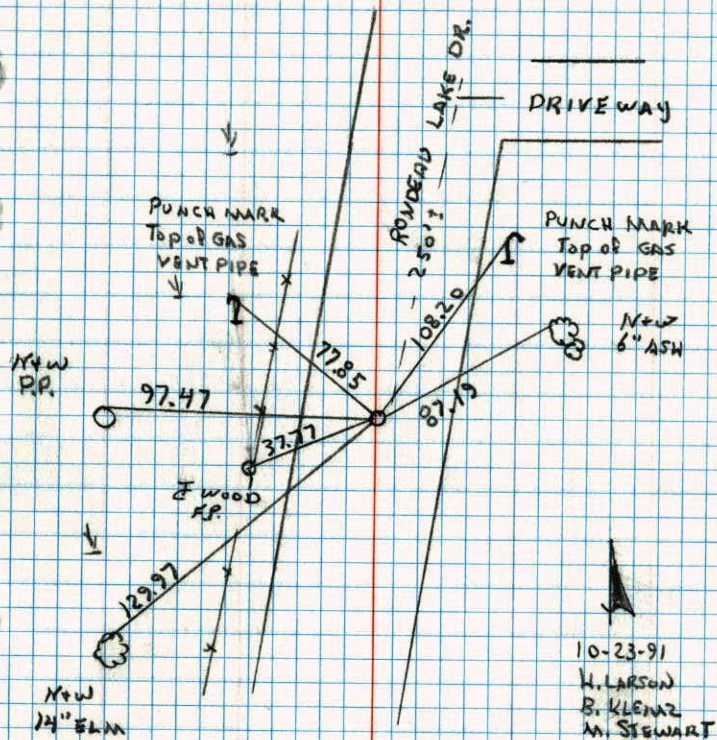 RONDEAU LAKE DR.
250'±
DRIVEWAY
PUNCH MARK
Top of GAS
VENT PIPE
PUNCH MARK
Top of GAS
VENT PIPE
108.20
N+W
6" ASH
77.85
N+W
P.P.
97.47
87.19
37.77
WOOD
F.P.
129.97
N+W
14" ELM
10-23-91
H. LARSON
M. STEWART